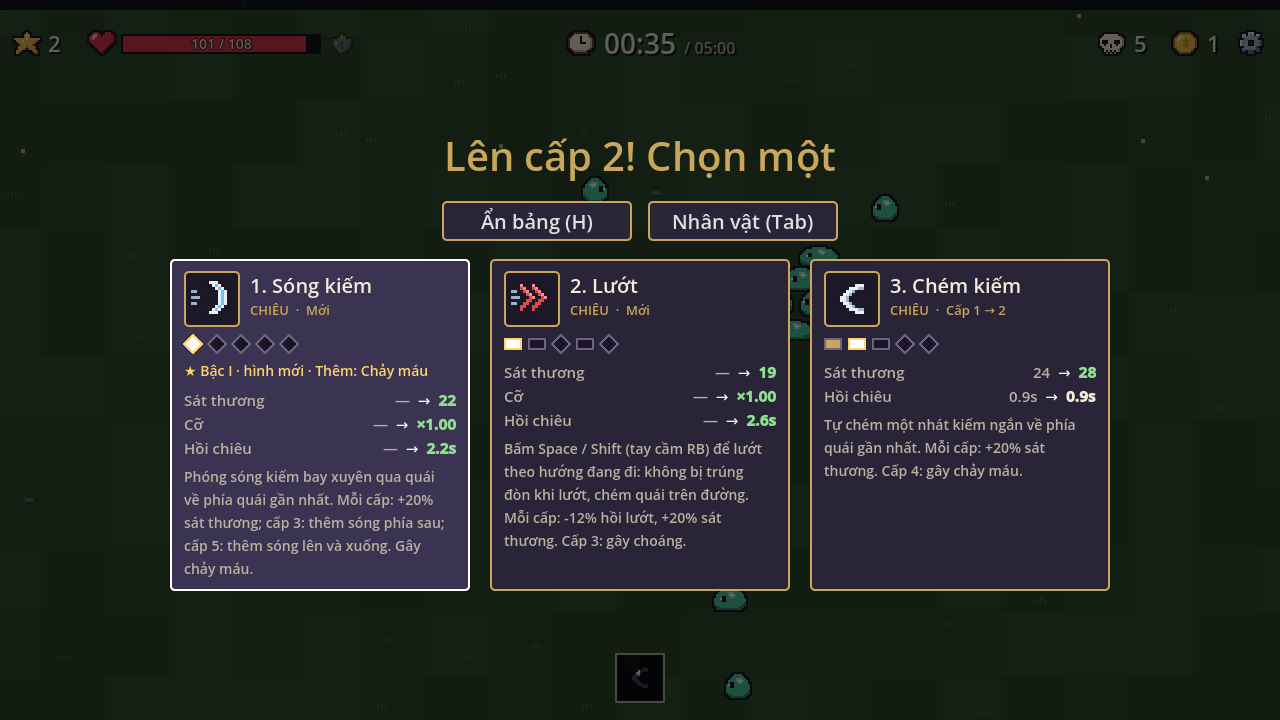 2
101 / 108
00:35 / 05:00
5
1
Lên cấp 2! Chọn một
Ẩn bảng (H)
Nhân vật (Tab)
1. Sóng kiếm
CHIÊU · Mới
★ Bậc I · hình mới · Thêm: Chảy máu
Sát thương — → 22
Cỡ — → ×1.00
Hồi chiêu — → 2.2s
Phóng sóng kiếm bay xuyên qua quái
về phía quái gần nhất. Mỗi cấp: +20%
sát thương; cấp 3: thêm sóng phía sau;
cấp 5: thêm sóng lên và xuống. Gây
chảy máu.
2. Lướt
CHIÊU · Mới
Sát thương — → 19
Cỡ — → ×1.00
Hồi chiêu — → 2.6s
Bấm Space / Shift (tay cầm RB) để lướt
theo hướng đang đi: không bị trúng
đòn khi lướt, chém quái trên đường.
Mỗi cấp: -12% hồi lướt, +20% sát
thương. Cấp 3: gây choáng.
3. Chém kiếm
CHIÊU · Cấp 1 → 2
Sát thương 24 → 28
Hồi chiêu 0.9s → 0.9s
Tự chém một nhát kiếm ngắn về phía
quái gần nhất. Mỗi cấp: +20% sát
thương. Cấp 4: gây chảy máu.